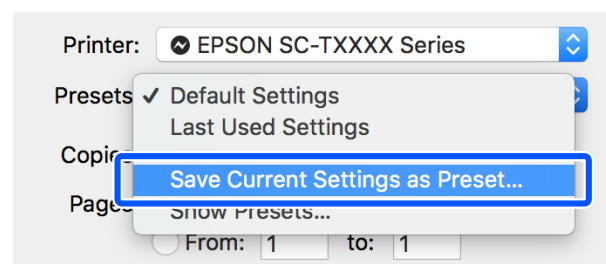 Printer: EPSON SC-TXXXX Series
Presets ✓ Default Settings
Last Used Settings
Copies
Save Current Settings as Preset...
Pages
Show Presets...
From: 1 to: 1